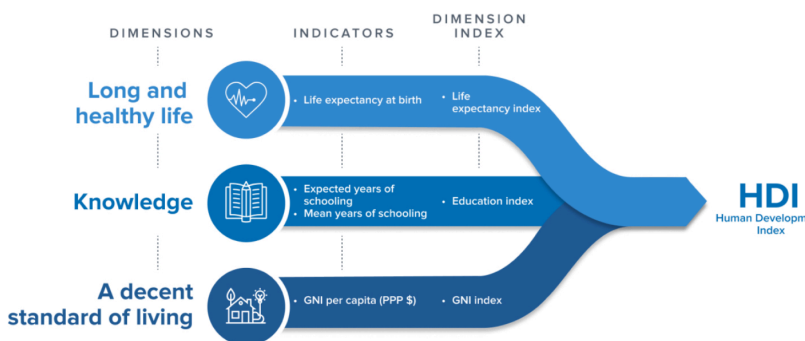 DIMENSIONS
INDICATORS
DIMENSION
INDEX
Long and
healthy life
• Life expectancy at birth
• Life
expectancy index
Knowledge
• Expected years of
schooling
• Mean years of schooling
• Education index
A decent
standard of living
• GNI per capita (PPP $)
• GNI index
HDI
Human Developm
Index